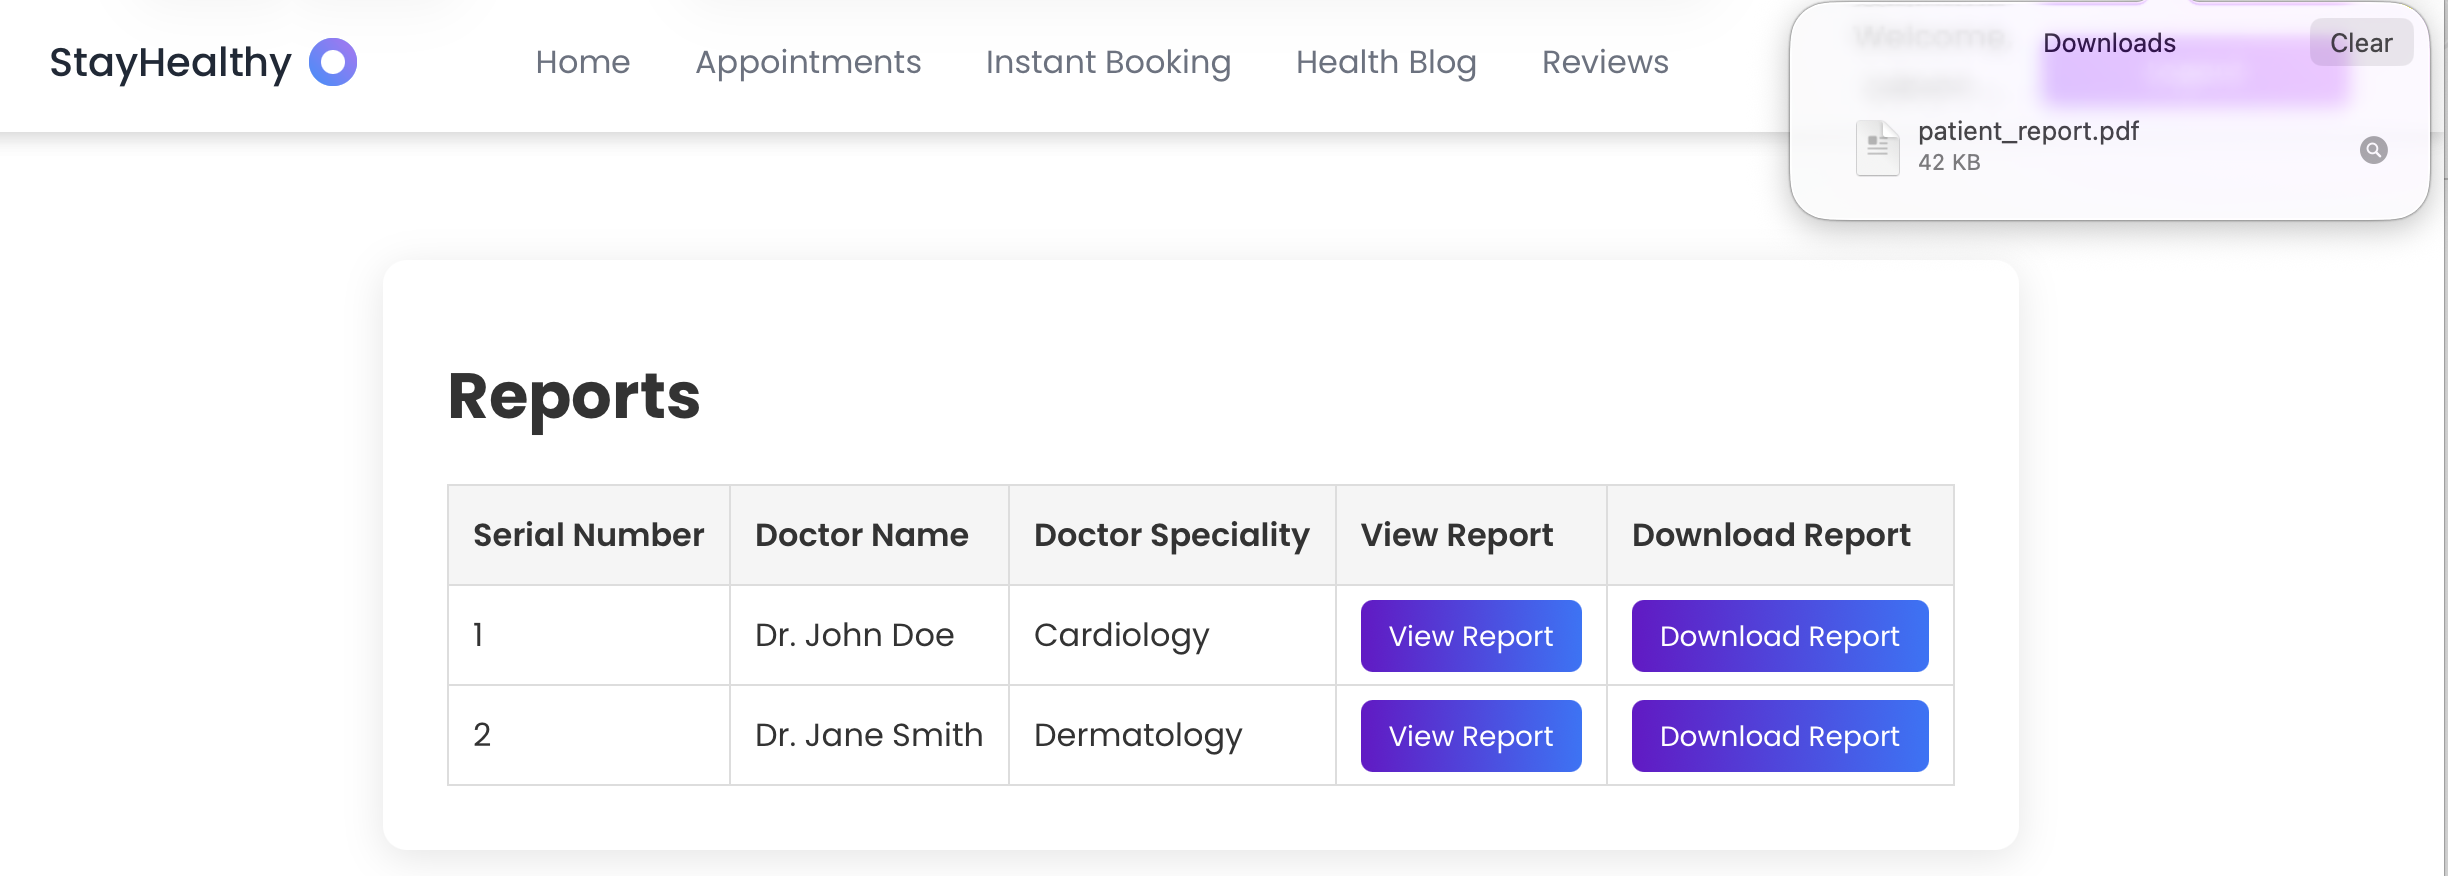 StayHealthy
Home Appointments Instant Booking Health Blog Reviews
Downloads Clear
patient_report.pdf
42 KB
Reports
Serial Number Doctor Name Doctor Speciality View Report Download Report
1 Dr. John Doe Cardiology View Report Download Report
2 Dr. Jane Smith Dermatology View Report Download Report